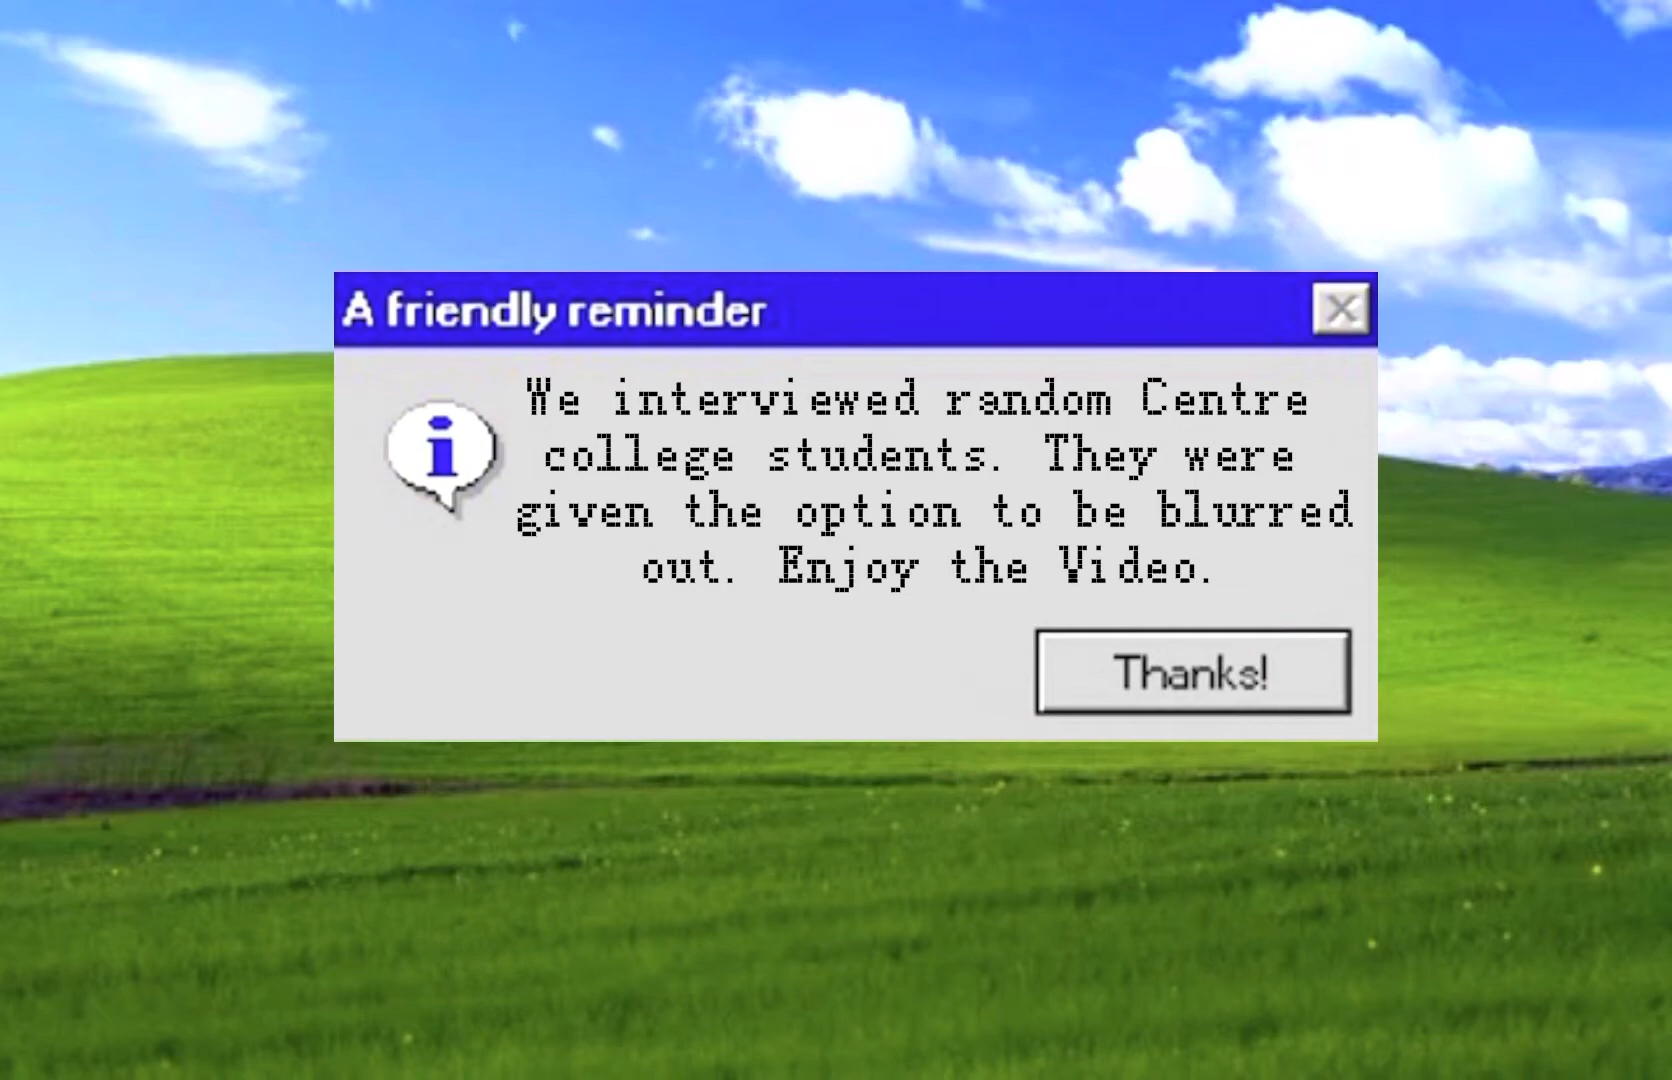 A friendly reminder
We interviewed random Centre
college students. They were
given the option to be blurred
out. Enjoy the Video.
Thanks!